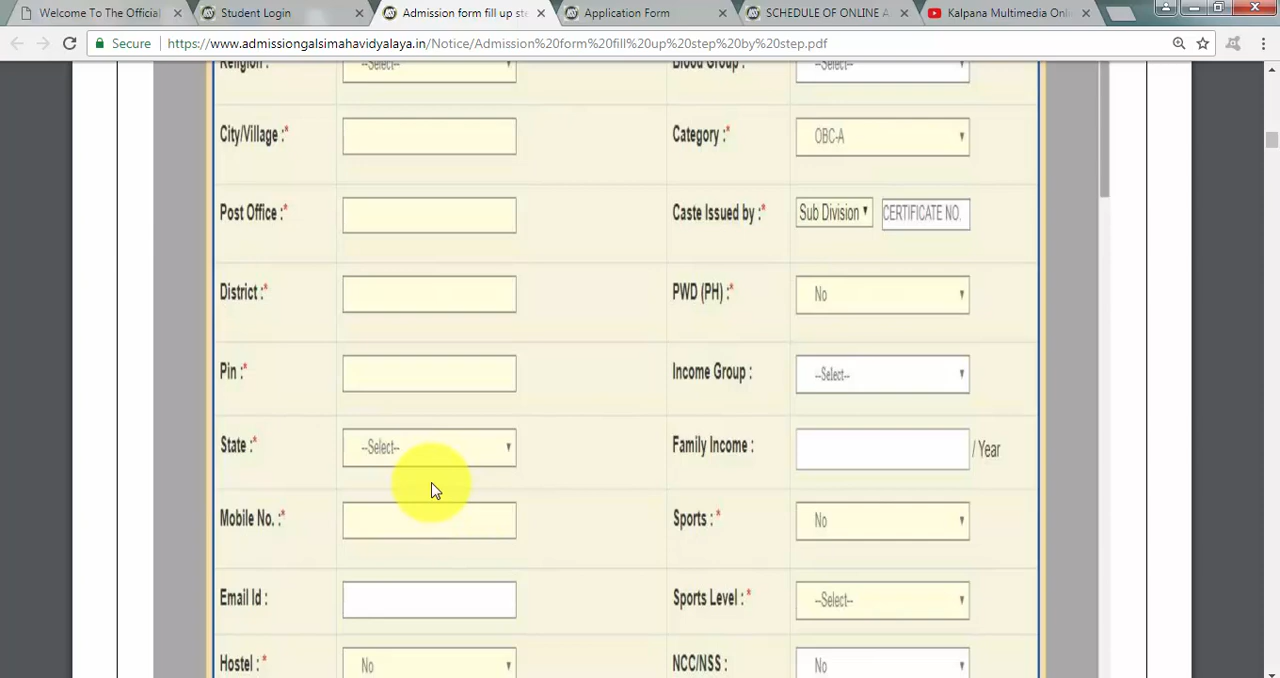 Welcome To The Official
Student Login
Admission form fill up ste
Application Form
SCHEDULE OF ONLINE A
Kalpana Multimedia Onl
Secure
https://www.admissiongalsimahavidyalaya.in/Notice/Admission%20form%20fill%20up%20step%20by%20step.pdf
Religion : --Select-- Blood Group : --Select--
City/Village :* Category :* OBC-A
Post Office :* Caste Issued by :* Sub Division CERTIFICATE NO.
District :* PWD (PH) :* No
Pin :* Income Group : --Select--
State :* --Select-- Family Income : / Year
Mobile No. :* Sports : * No
Email Id : Sports Level : * --Select--
Hostel : * No NCC/NSS : No